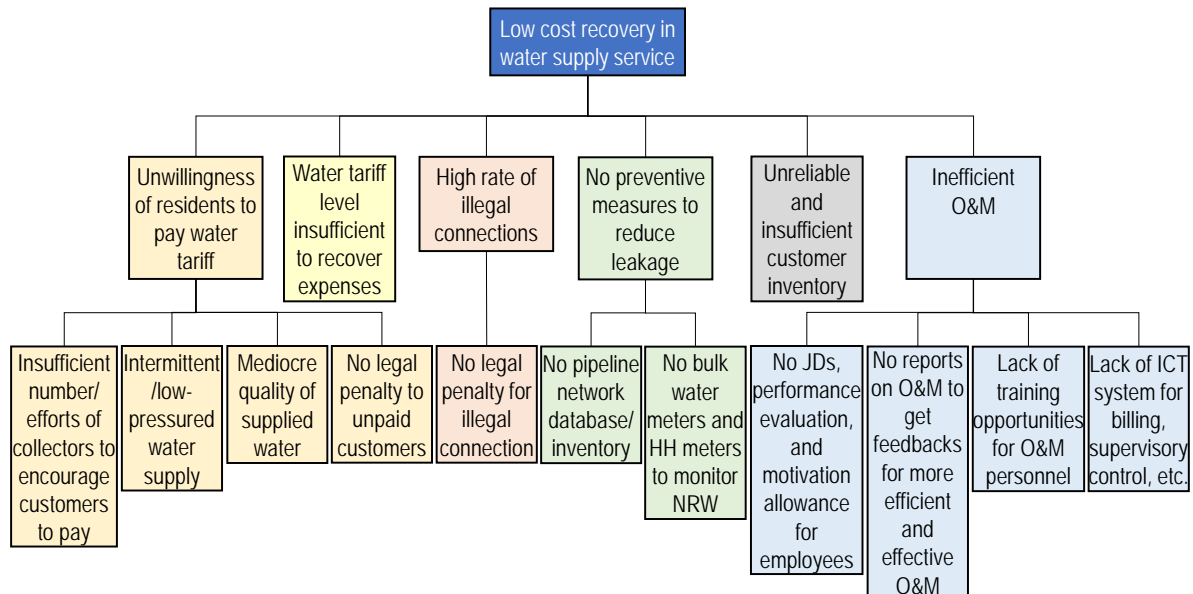 Low cost recovery in
water supply service
Unwillingness
of residents to
pay water
tariff
Water tariff
level
insufficient
to recover
expenses
High rate of
illegal
connections
No preventive
measures to
reduce
leakage
Unreliable
and
insufficient
customer
inventory
Inefficient
O&M
Insufficient
number/
efforts of
collectors to
encourage
customers
to pay
Intermittent
/low-
pressured
water
supply
Mediocre
quality of
supplied
water
No legal
penalty to
unpaid
customers
No legal
penalty for
illegal
connection
No pipeline
network
database/
inventory
No bulk
water
meters and
HH meters
to monitor
NRW
No JDs,
performance
evaluation,
and
motivation
allowance
for
employees
No reports
on O&M to
get
feedbacks
for more
efficient
and
effective
O&M
Lack of
training
opportunities
for O&M
personnel
Lack of ICT
system for
billing,
supervisory
control, etc.